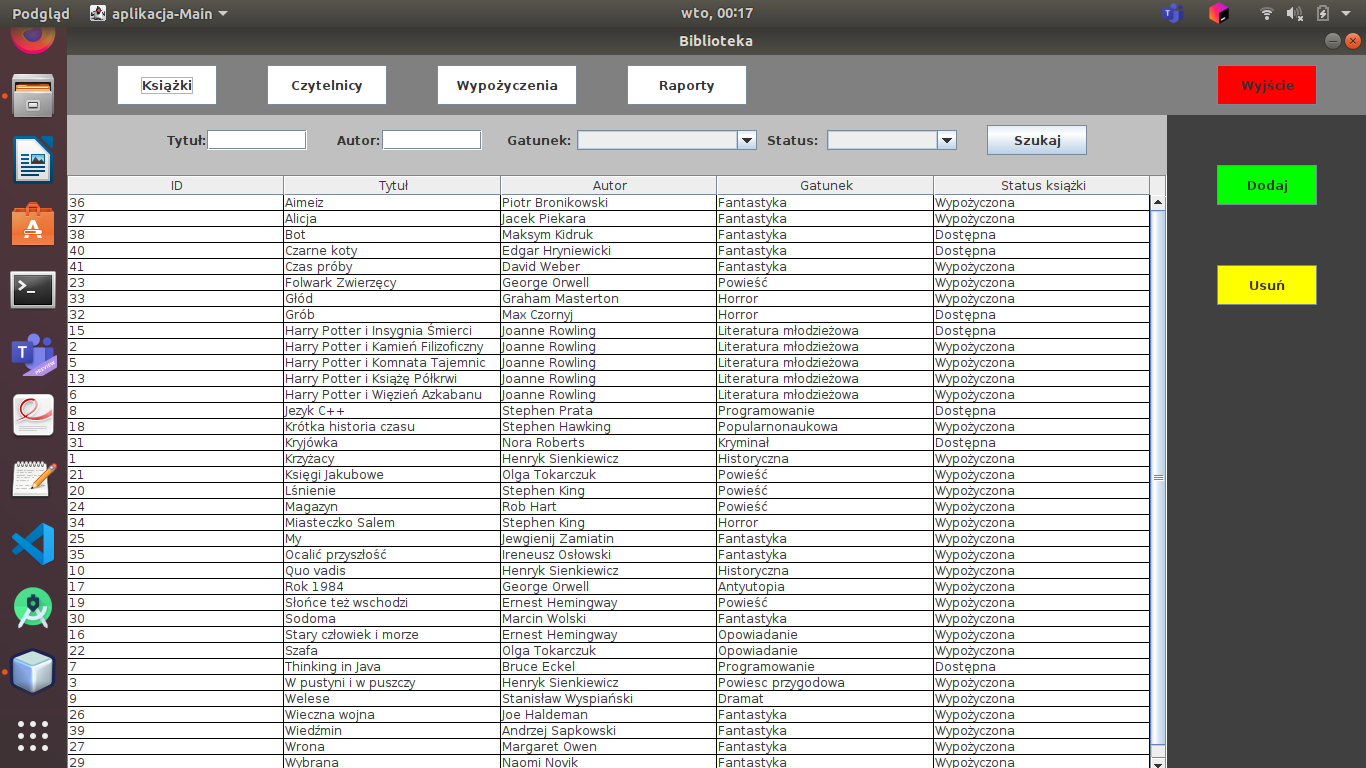 Podgląd aplikacja-Main wto, 00:17
Biblioteka
Książki Czytelnicy Wypożyczenia Raporty Wyjście
Tytuł: Autor: Gatunek: Status: Szukaj
Dodaj
Usuń
ID Tytuł Autor Gatunek Status książki
36 Aimeiz Piotr Bronikowski Fantastyka Wypożyczona
37 Alicja Jacek Piekara Fantastyka Wypożyczona
38 Bot Maksym Kidruk Fantastyka Dostępna
40 Czarne koty Edgar Hryniewicki Fantastyka Dostępna
41 Czas próby David Weber Fantastyka Wypożyczona
23 Folwark Zwierzęcy George Orwell Powieść Wypożyczona
33 Głód Graham Masterton Horror Wypożyczona
32 Grób Max Czornyj Horror Dostępna
15 Harry Potter i Insygnia Śmierci Joanne Rowling Literatura młodzieżowa Dostępna
2 Harry Potter i Kamień Filizoficzny Joanne Rowling Literatura młodzieżowa Wypożyczona
5 Harry Potter i Komnata Tajemnic Joanne Rowling Literatura młodzieżowa Wypożyczona
13 Harry Potter i Książę Półkrwi Joanne Rowling Literatura młodzieżowa Wypożyczona
6 Harry Potter i Więzień Azkabanu Joanne Rowling Literatura młodzieżowa Wypożyczona
8 Jezyk C++ Stephen Prata Programowanie Dostępna
18 Krótka historia czasu Stephen Hawking Popularnonaukowa Wypożyczona
31 Kryjówka Nora Roberts Kryminał Dostępna
1 Krzyżacy Henryk Sienkiewicz Historyczna Wypożyczona
21 Księgi Jakubowe Olga Tokarczuk Powieść Wypożyczona
20 Lśnienie Stephen King Powieść Wypożyczona
24 Magazyn Rob Hart Powieść Wypożyczona
34 Miasteczko Salem Stephen King Horror Wypożyczona
25 My Jewgienij Zamiatin Fantastyka Wypożyczona
35 Ocalić przyszłość Ireneusz Osłowski Fantastyka Wypożyczona
10 Quo vadis Henryk Sienkiewicz Historyczna Wypożyczona
17 Rok 1984 George Orwell Antyutopia Wypożyczona
19 Słońce też wschodzi Ernest Hemingway Powieść Wypożyczona
30 Sodoma Marcin Wolski Fantastyka Wypożyczona
16 Stary człowiek i morze Ernest Hemingway Opowiadanie Wypożyczona
22 Szafa Olga Tokarczuk Opowiadanie Wypożyczona
7 Thinking in Java Bruce Eckel Programowanie Dostępna
3 W pustyni i w puszczy Henryk Sienkiewicz Powiesc przygodowa Wypożyczona
9 Welese Stanisław Wyspiański Dramat Wypożyczona
26 Wieczna wojna Joe Haldeman Fantastyka Wypożyczona
39 Wiedźmin Andrzej Sapkowski Fantastyka Wypożyczona
27 Wrona Margaret Owen Fantastyka Wypożyczona
29 Wybrana Naomi Novik Fantastyka Wypożyczona